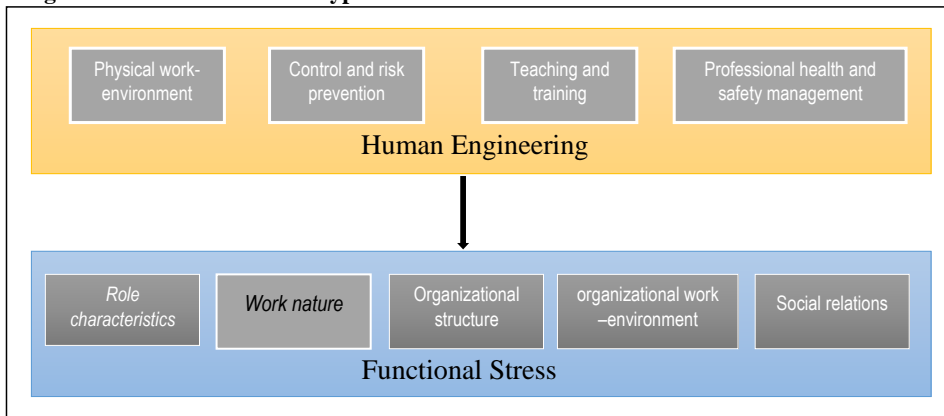 Physical work-
environment
Control and risk
prevention
Teaching and
training
Professional health and
safety management
Human Engineering
Role
characteristics
Work nature
Organizational
structure
organizational work
–environment
Social relations
Functional Stress